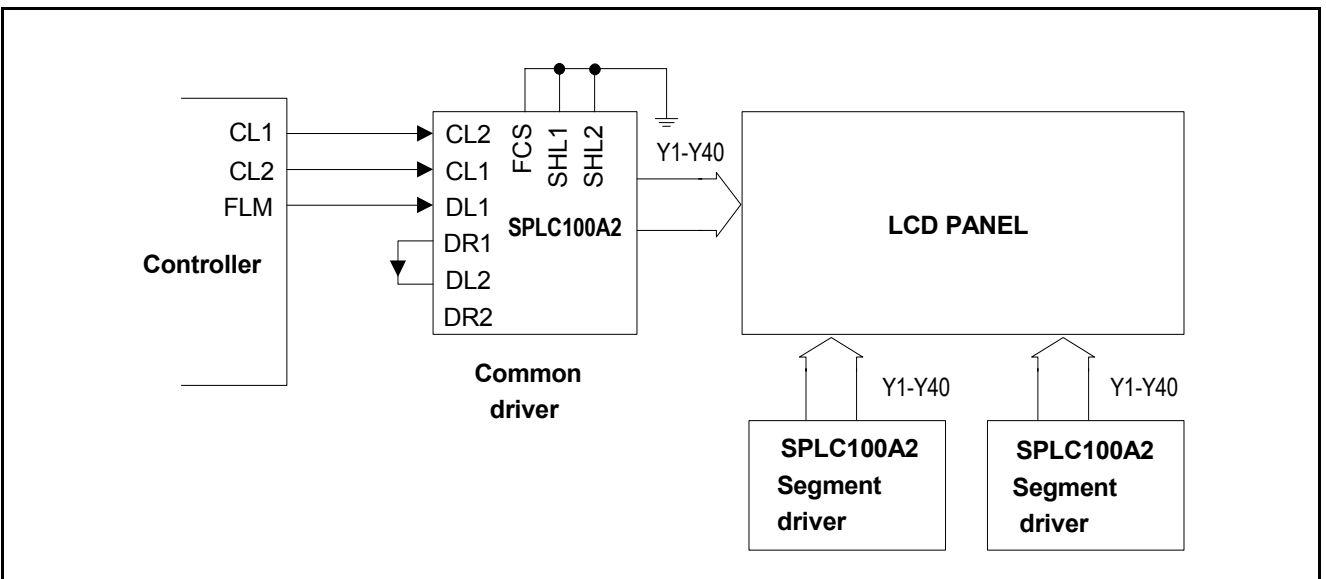 CL1
CL2
FLM
Controller
CL2
CL1
DL1
DR1
DL2
DR2
FCS
SHL1
SHL2
SPLC100A2
Common
driver
Y1-Y40
LCD PANEL
Y1-Y40
Y1-Y40
SPLC100A2
Segment
driver
SPLC100A2
Segment
driver